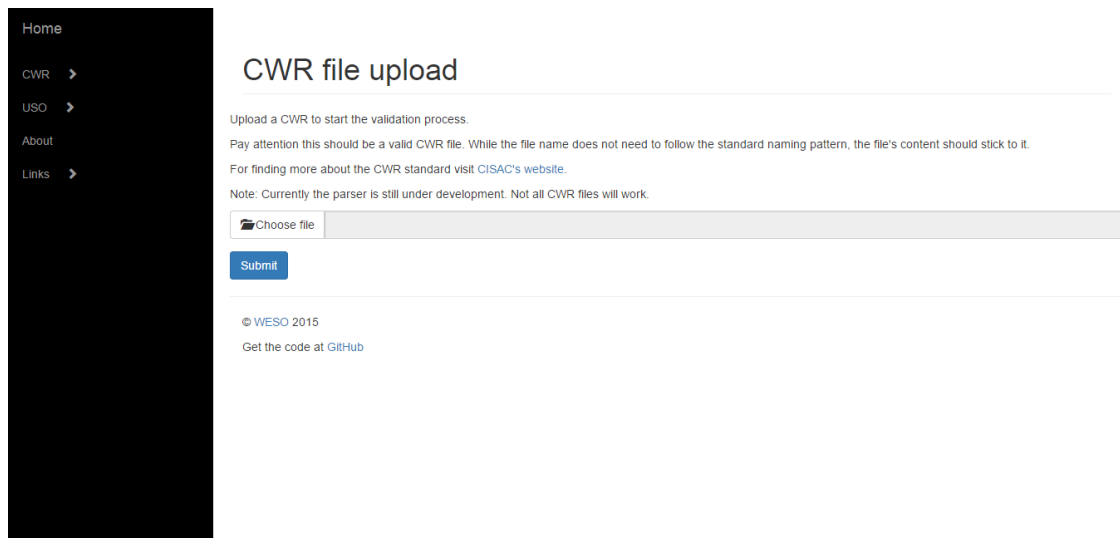 Home
CWR
USO
About
Links
CWR file upload
Upload a CWR to start the validation process.
Pay attention this should be a valid CWR file. While the file name does not need to follow the standard naming pattern, the file's content should stick to it.
For finding more about the CWR standard visit CISAC's website.
Note: Currently the parser is still under development. Not all CWR files will work.
Choose file
Submit
© WESO 2015
Get the code at GitHub